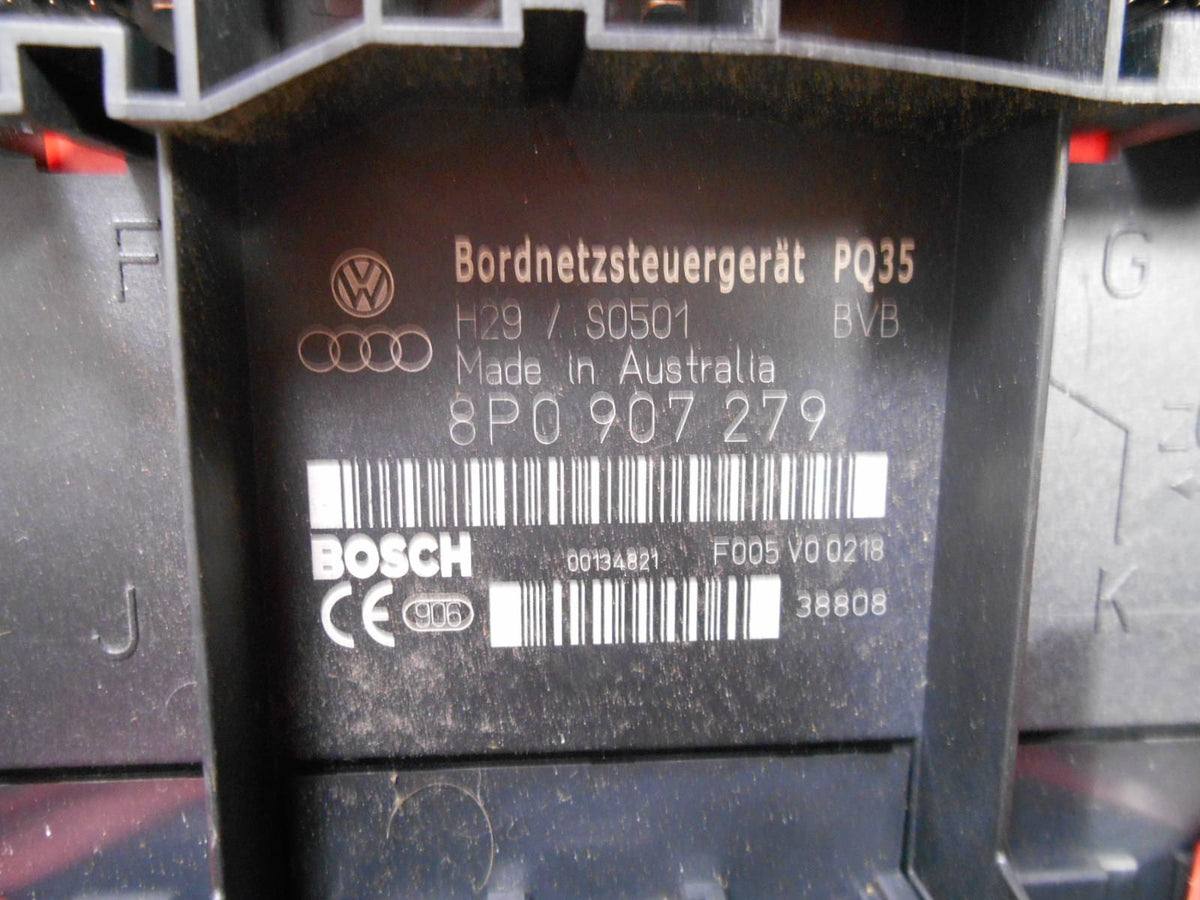 F
G
Bordnetzsteuergerät PQ35
H29 / S0501 BVB
Made in Australia
8P0 907 279
BOSCH 00134821 F005 V0 0218
CE 906 38808
J
K